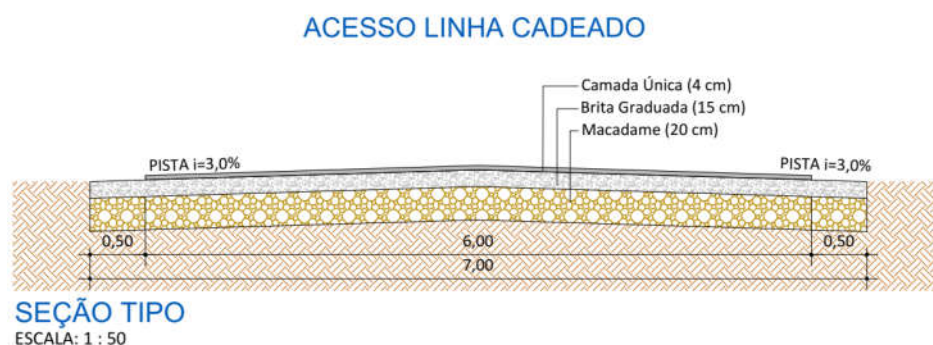 ACESSO LINHA CADEADO
Camada Única (4 cm)
Brita Graduada (15 cm)
Macadame (20 cm)
PISTA i=3,0%
PISTA i=3,0%
0,50
6,00
0,50
7,00
SEÇÃO TIPO
ESCALA: 1 : 50